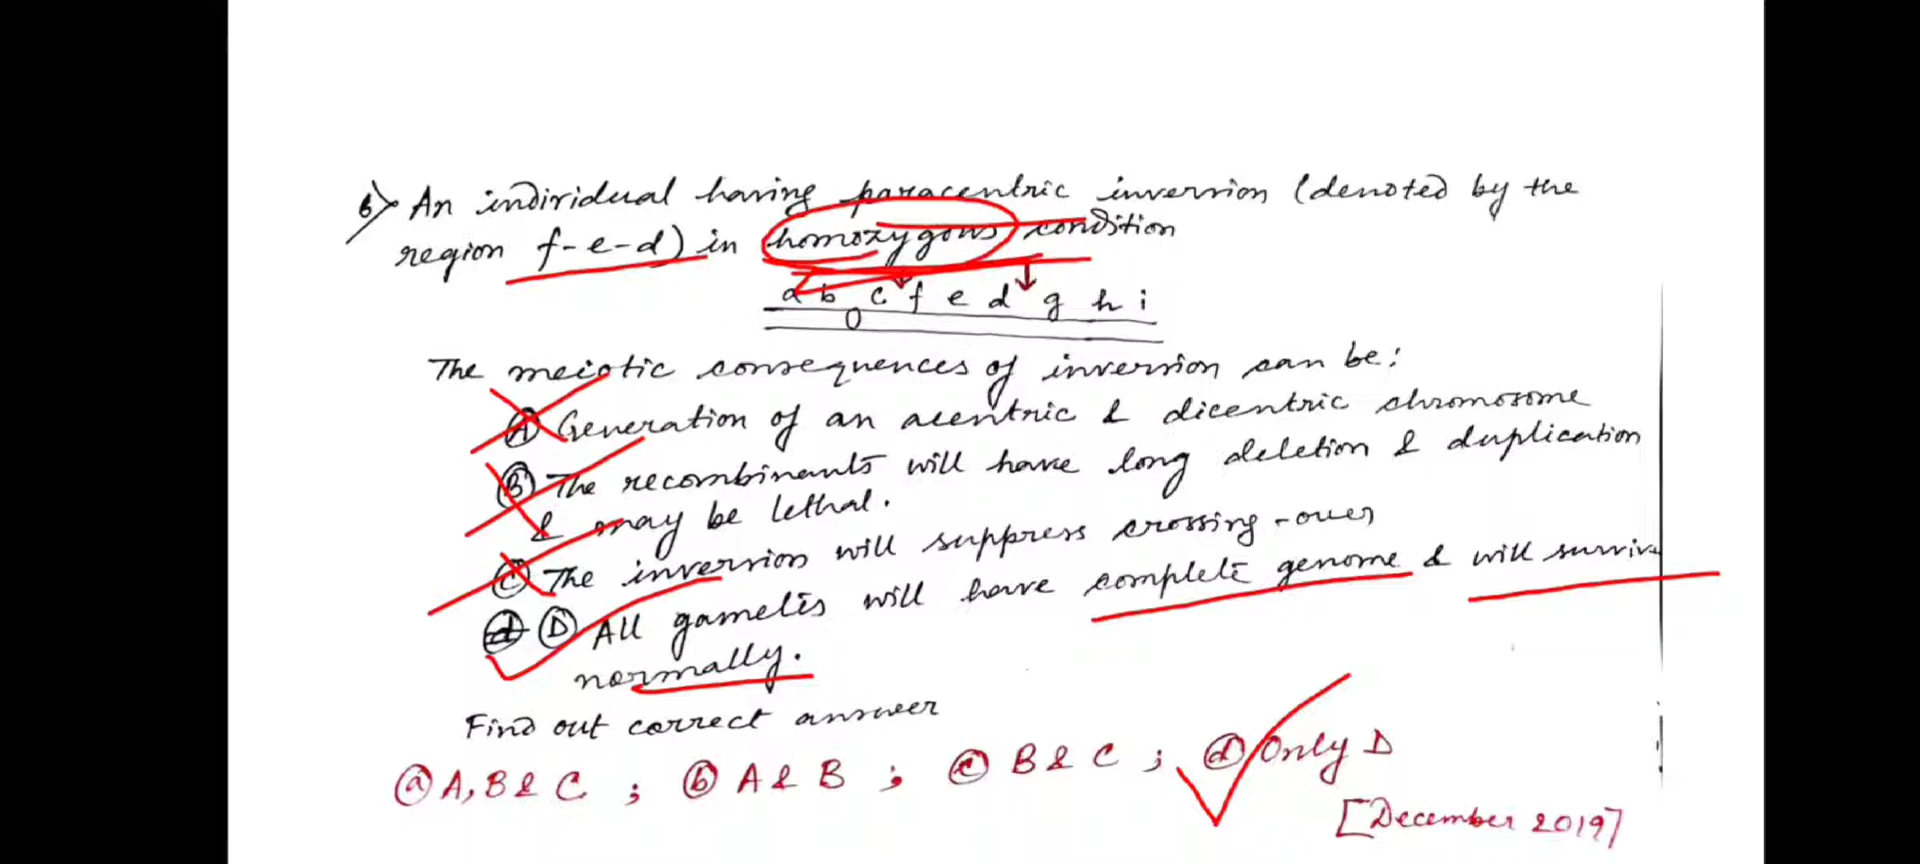 6> An individual having paracentric inversion (denoted by the
region f-e-d) in homozygous condition
a b c f e d g h i
The meiotic consequences of inversion can be:
(A) Generation of an acentric & dicentric chromosome
(B) The recombinants will have long deletion & duplication
& may be lethal.
(C) The inversion will suppress crossing-over
(D) All gametes will have complete genome & will survive
normally.
Find out correct answer
(a) A, B & C ; (b) A & B ; (c) B & C ; (d) Only D
[December 2019]